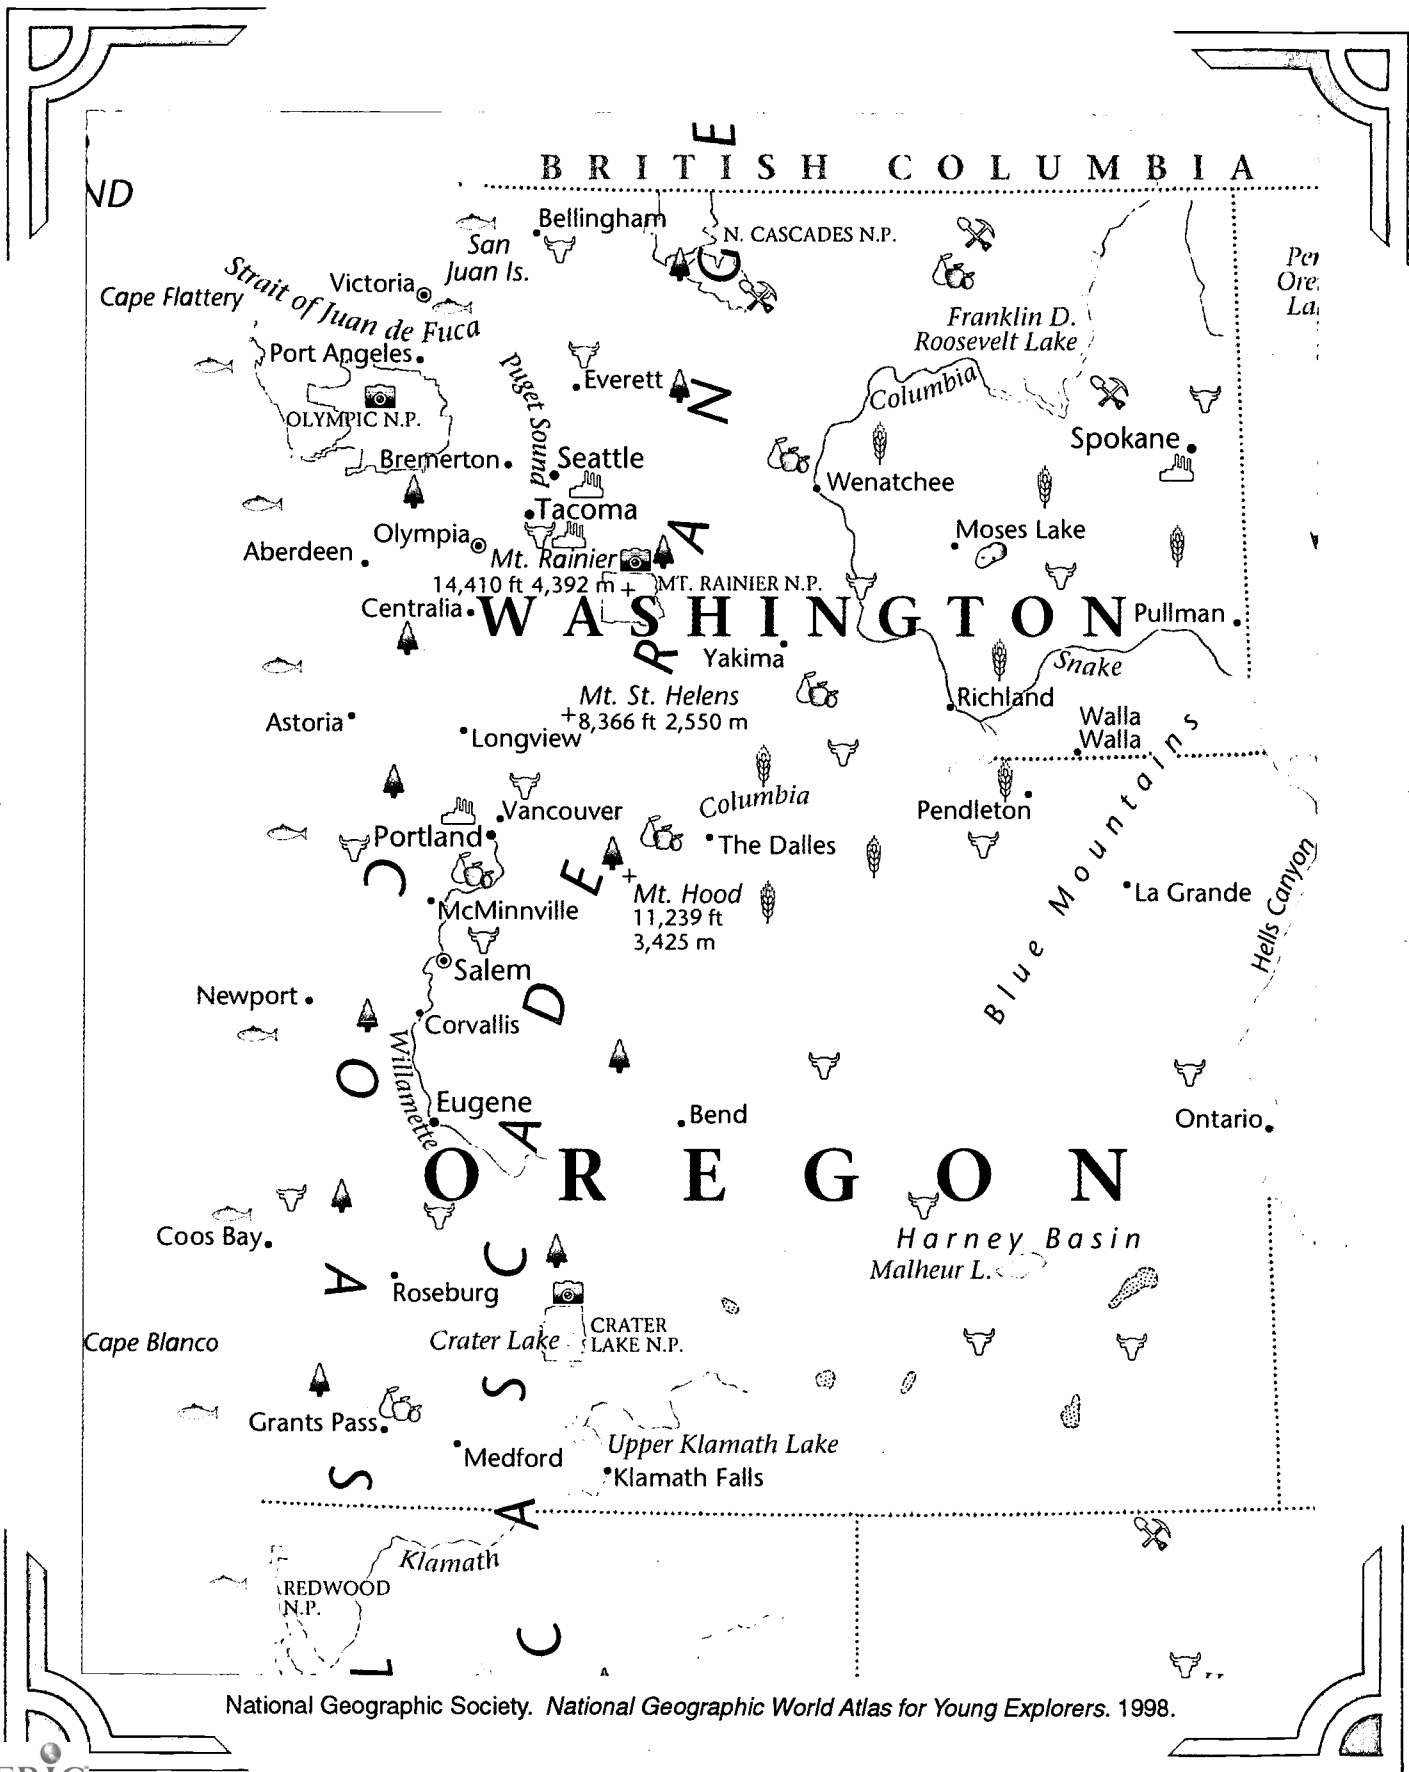 BRITISH COLUMBIA
ND
Bellingham
N. CASCADES N.P.
San
Juan Is.
Strait of Juan de Fuca
Victoria
Cape Flattery
Franklin D.
Roosevelt Lake
Port Angeles
Puget Sound
Everett
Columbia
OLYMPIC N.P.
Spokane
Bremerton
Seattle
Wenatchee
Tacoma
Olympia
Moses Lake
Aberdeen
Mt. Rainier
14,410 ft 4,392 m
MT. RAINIER N.P.
Centralia
WASHINGTON
Pullman
Yakima
Snake
Mt. St. Helens
8,366 ft 2,550 m
Richland
Astoria
Longview
Walla
Walla
Columbia
Vancouver
Pendleton
Portland
The Dalles
Blue Mountains
Mt. Hood
11,239 ft
3,425 m
La Grande
McMinnville
Hells Canyon
Salem
Newport
Corvallis
Willamette
Eugene
Bend
Ontario
OREGON
Coos Bay
Harney Basin
Malheur L.
Roseburg
Cape Blanco
Crater Lake
CRATER
LAKE N.P.
Grants Pass
Medford
Upper Klamath Lake
Klamath Falls
Klamath
REDWOOD
N.P.
CASCADE RANGE
COAST
National Geographic Society. National Geographic World Atlas for Young Explorers. 1998.